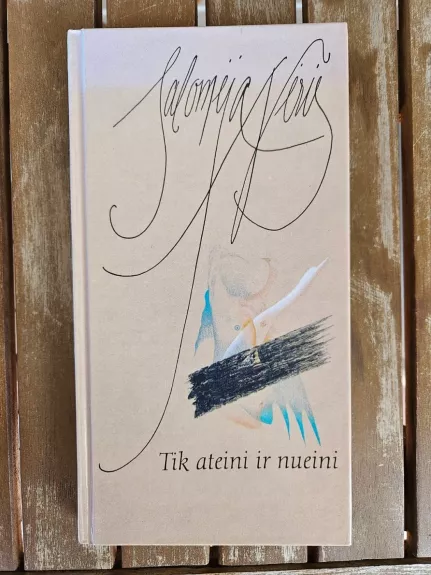 Salomėja Nėris
Tik ateini ir nueini